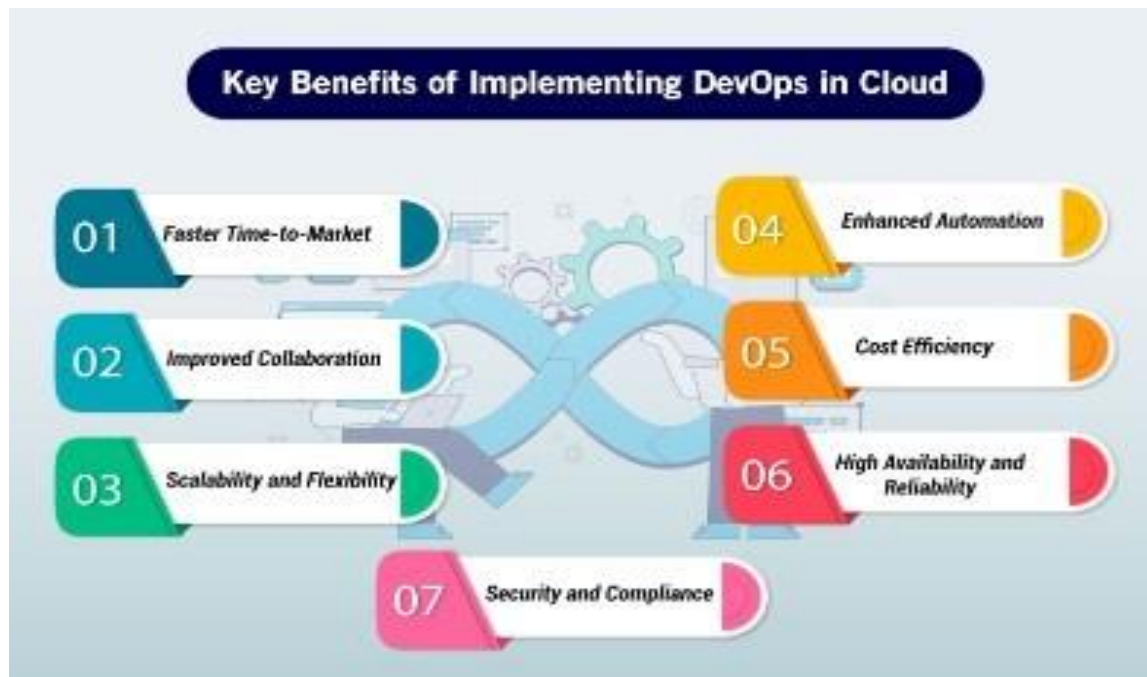 Key Benefits of Implementing DevOps in Cloud
01
Faster Time-to-Market
02
Improved Collaboration
03
Scalability and Flexibility
04
Enhanced Automation
05
Cost Efficiency
06
High Availability and
Reliability
07
Security and Compliance